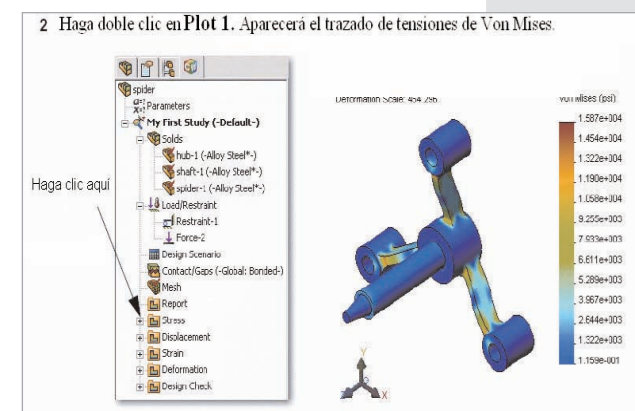 2 Haga doble clic en Plot 1. Aparecerá el trazado de tensiones de Von Mises.
spider
Parameters
My First Study (-Default-)
Solids
hub-1 (-Alloy Steel*-)
shaft-1 (-Alloy Steel*-)
spider-1 (-Alloy Steel*-)
Haga clic aquí
Load/Restraint
Restraint-1
Force-2
Design Scenario
Contact/Gaps (-Global: Bonded-)
Mesh
Report
Stress
Displacement
Strain
Deformation
Design Check
Deformation Scale: 454.296
Von Mises (psi)
1.587e+004
1.454e+004
1.322e+004
1.190e+004
1.158e+004
9.255e+003
7.933e+003
6.611e+003
5.289e+003
3.967e+003
2.644e+003
1.322e+003
1.159e-001
Y
Z
X